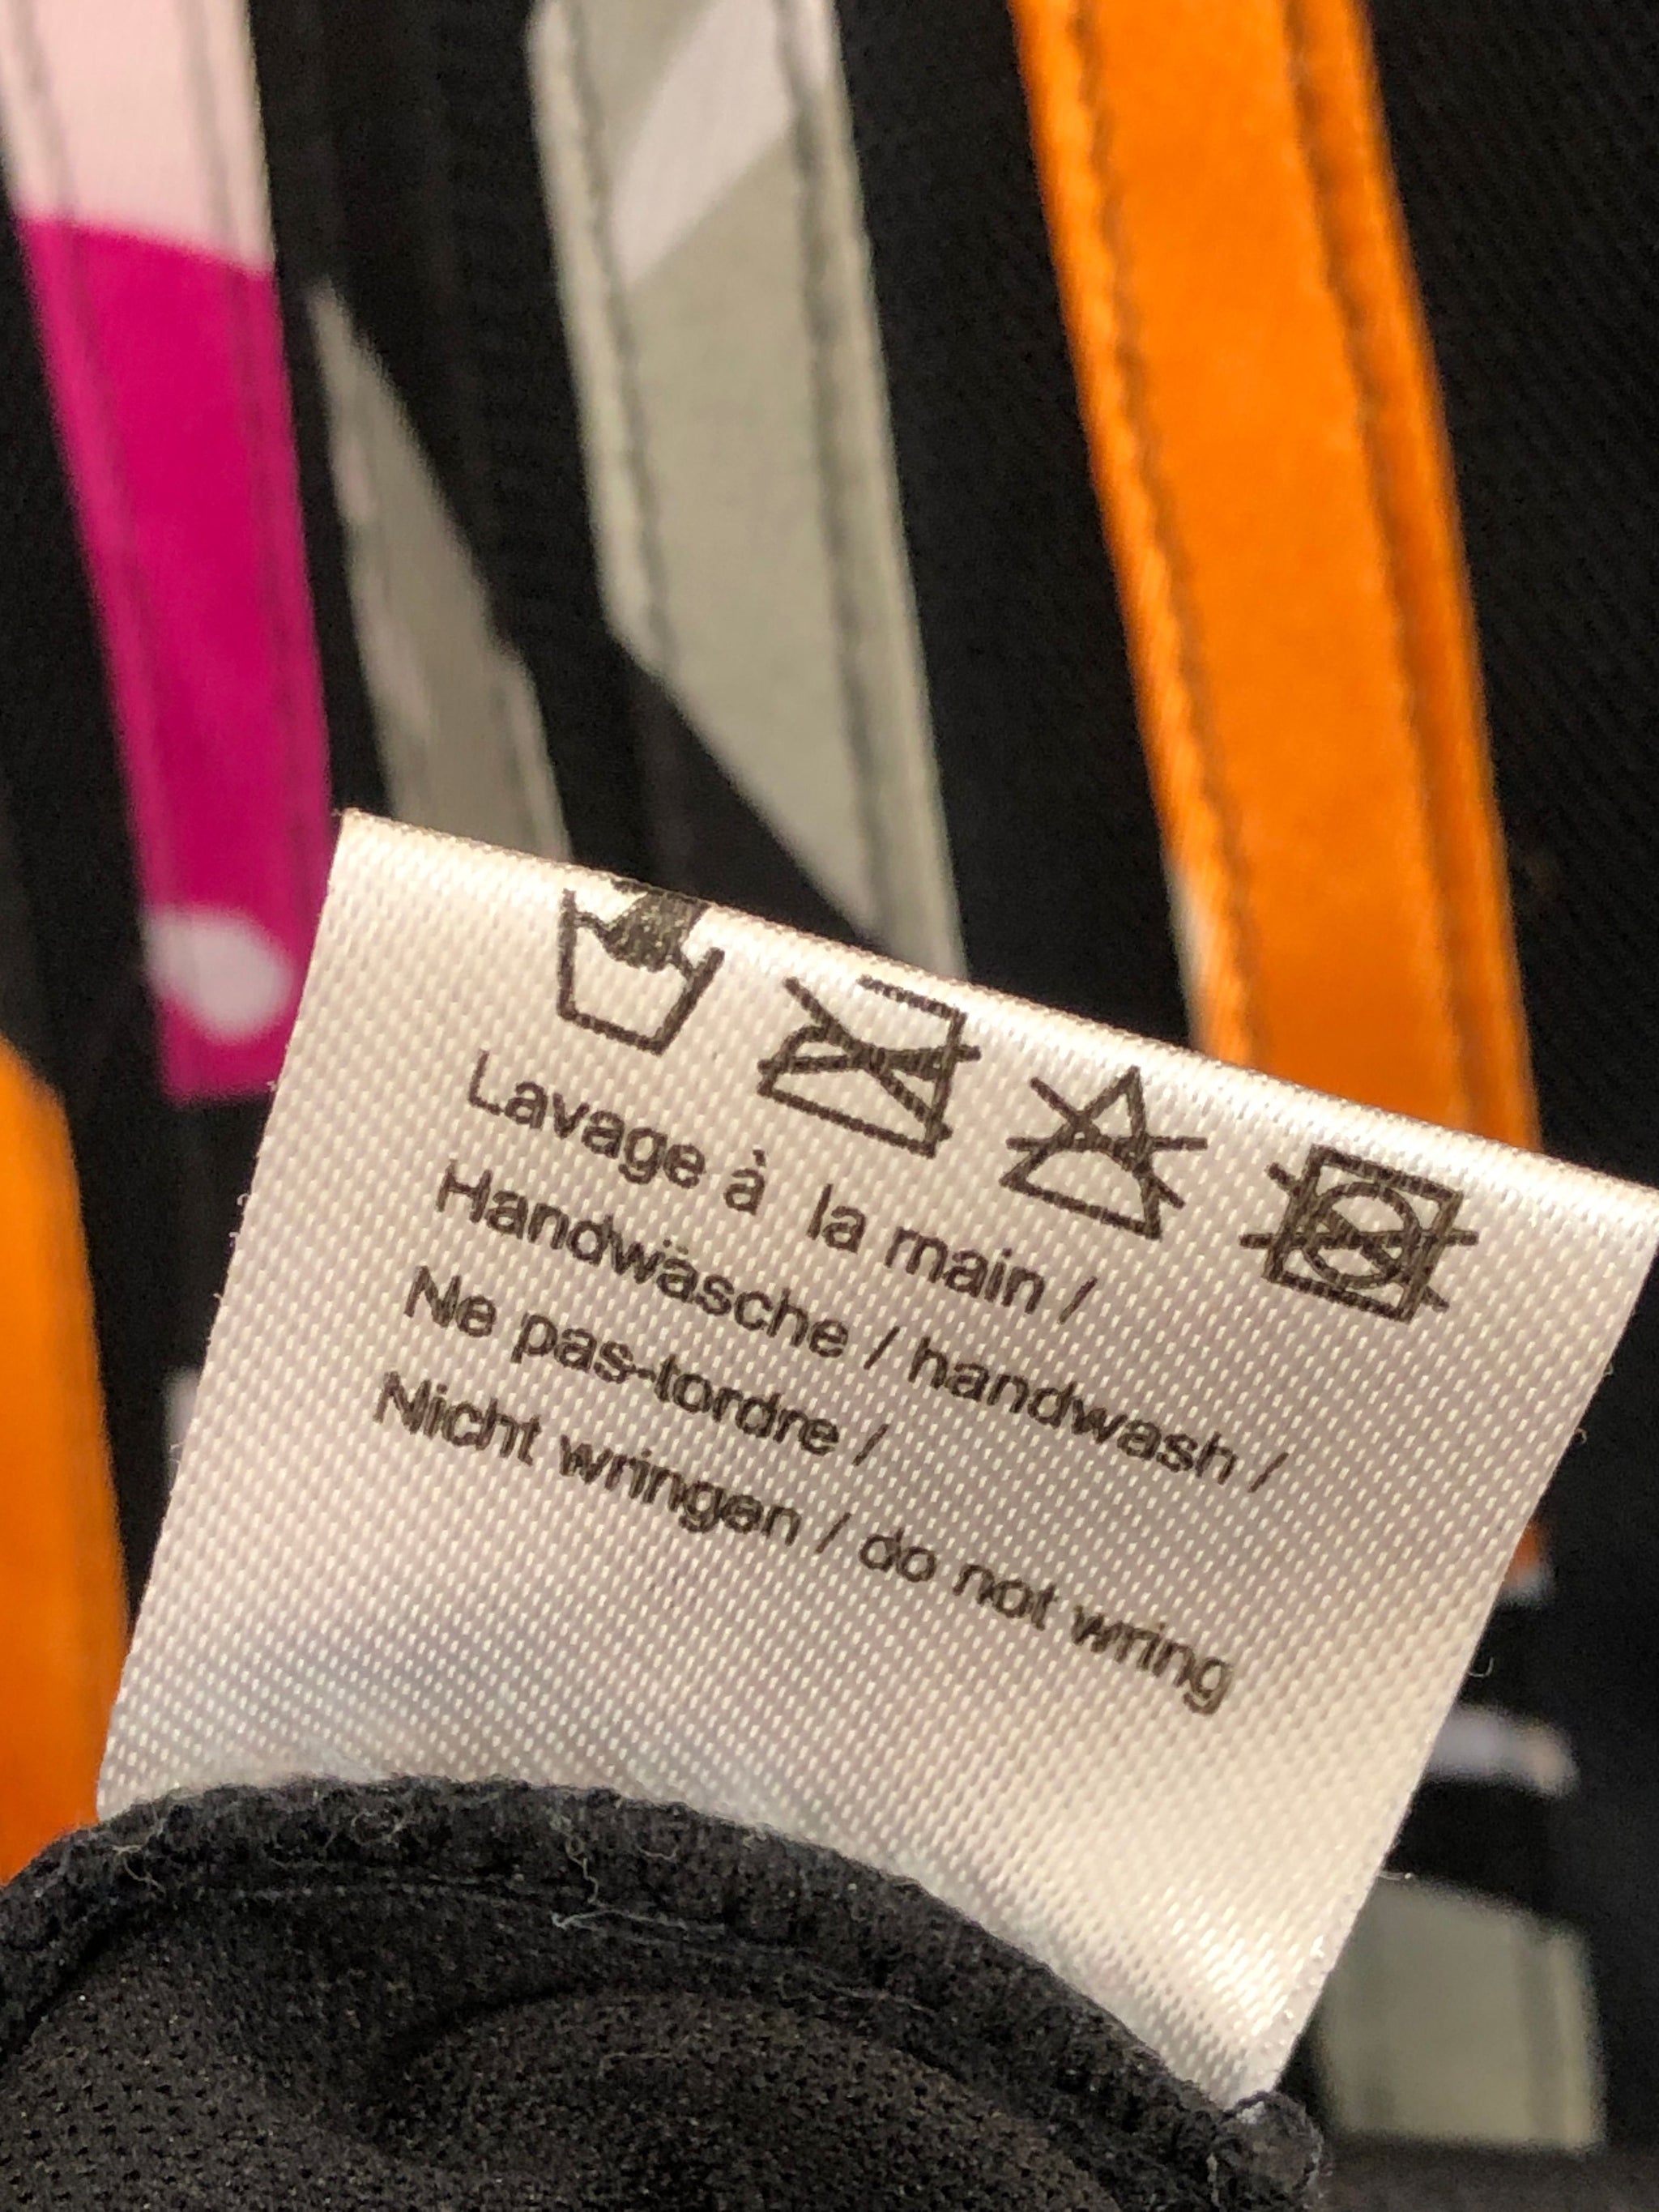 Lavage à la main /
Handwäsche / handwash /
Ne pas-tordre /
Nicht wringen / do not wring